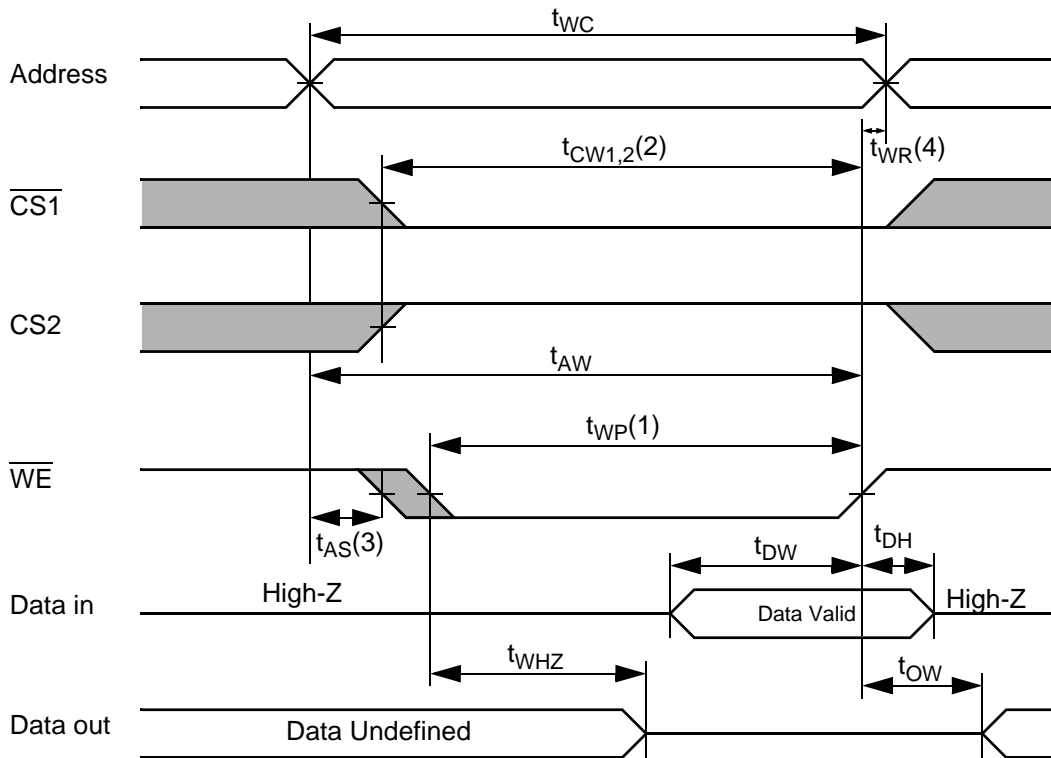 tWC
Address
tCW1,2(2)
tWR(4)
CS1
CS2
tAW
tWP(1)
WE
tAS(3)
tDW
tDH
Data in
High-Z
Data Valid
High-Z
tWHZ
tOW
Data out
Data Undefined